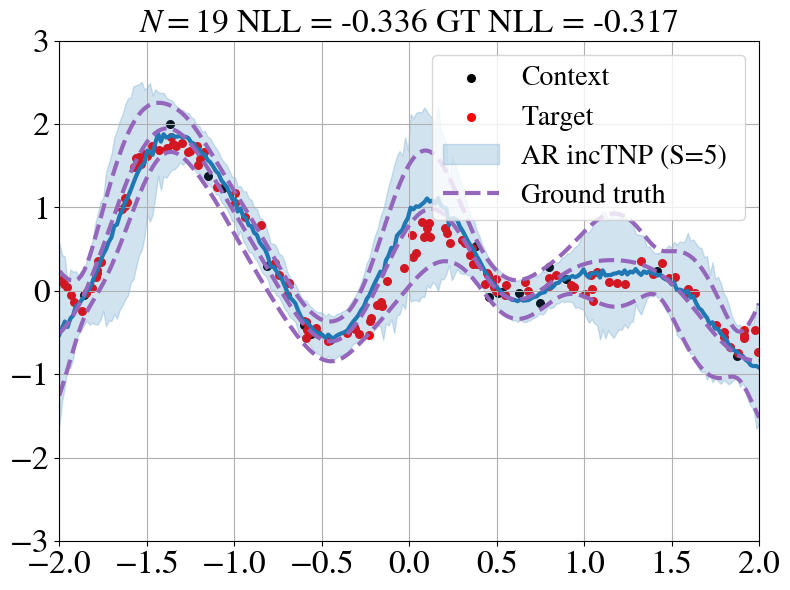 N = 19 NLL = -0.336 GT NLL = -0.317
3
2
1
0
−1
−2
−3
Context
Target
AR incTNP (S=5)
Ground truth
−2.0 −1.5 −1.0 −0.5 0.0 0.5 1.0 1.5 2.0